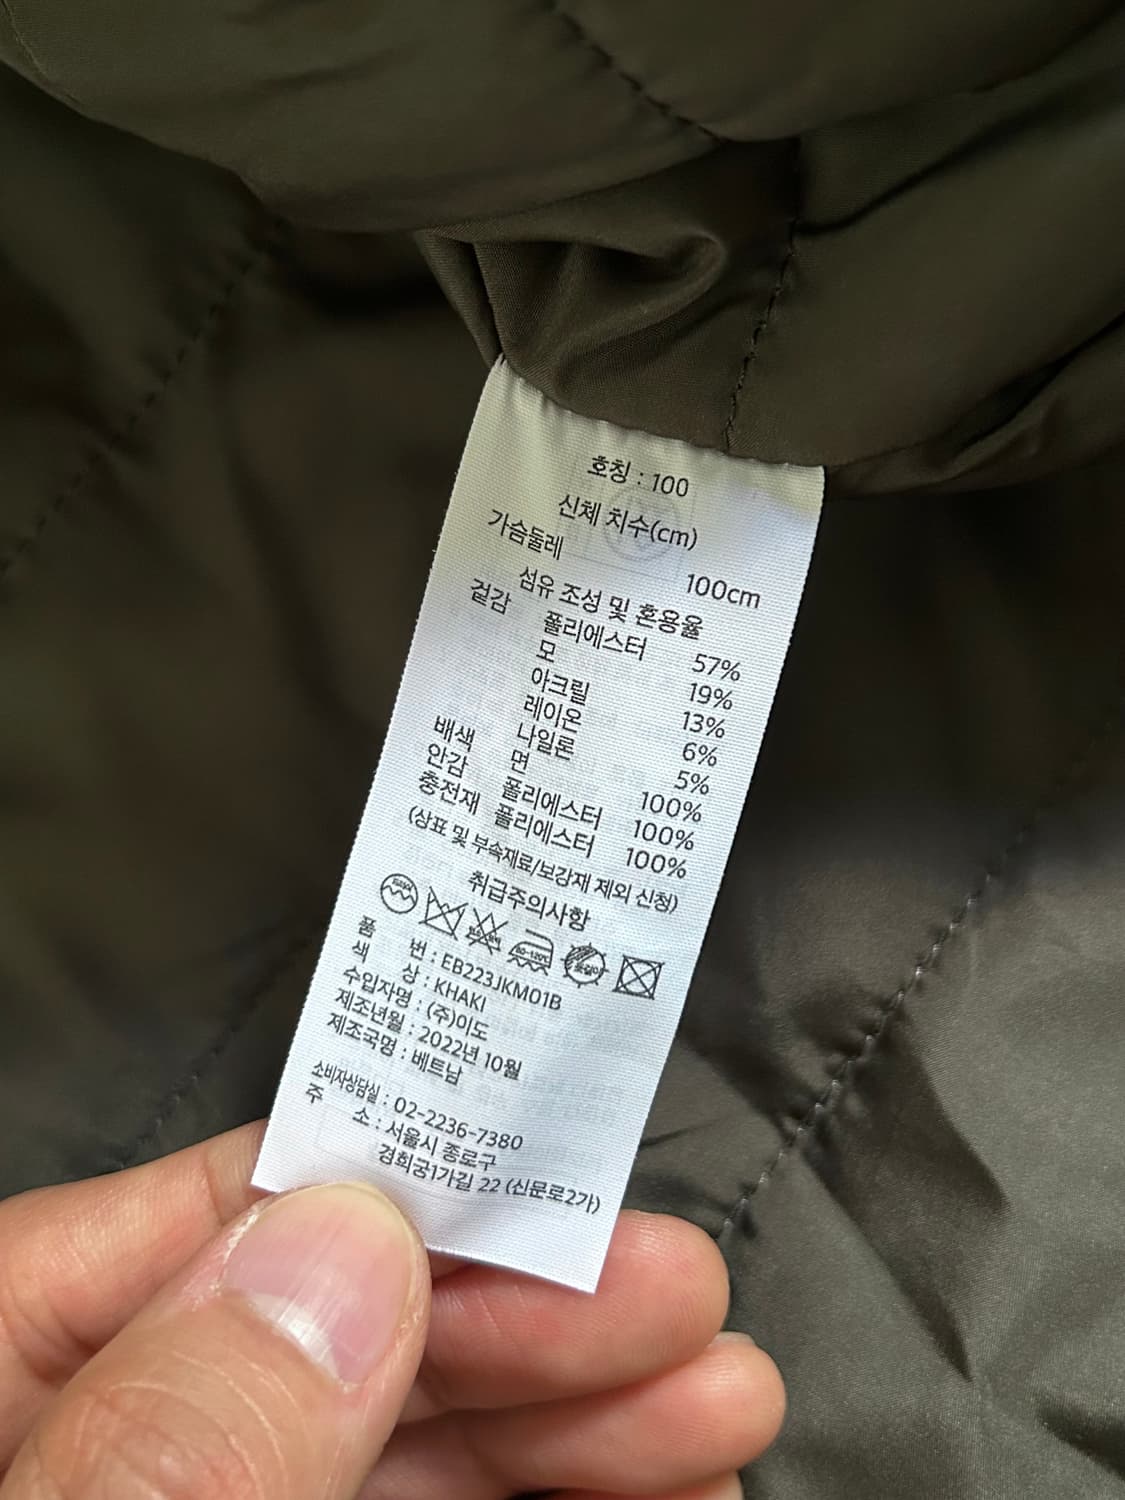 호칭 : 100
신체 치수(cm)
가슴둘레 100cm
섬유 조성 및 혼용율
겉감 폴리에스터 57%
모 19%
아크릴 13%
레이온 6%
나일론 5%
배색 면 100%
안감 폴리에스터 100%
충전재 폴리에스터 100%
(상표 및 부속재료/보강재 제외 신청)
취급주의사항
품 번 : EB223JKM01B
색 상 : KHAKI
수입자명 : (주)이도
제조년월 : 2022년 10월
제조국명 : 베트남
소비자상담실 : 02-2236-7380
주 소 : 서울시 종로구
경희궁1가길 22 (신문로2가)